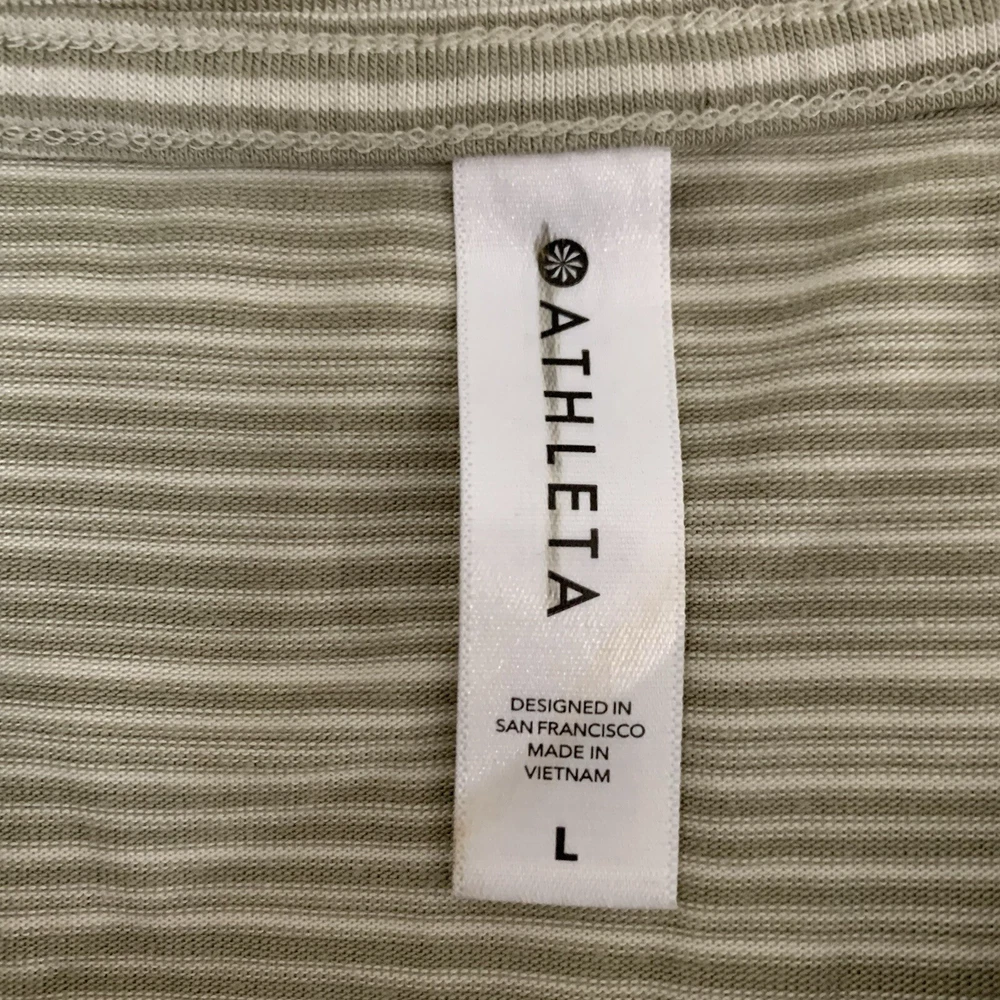 ATHLETA
DESIGNED IN
SAN FRANCISCO
MADE IN
VIETNAM
L